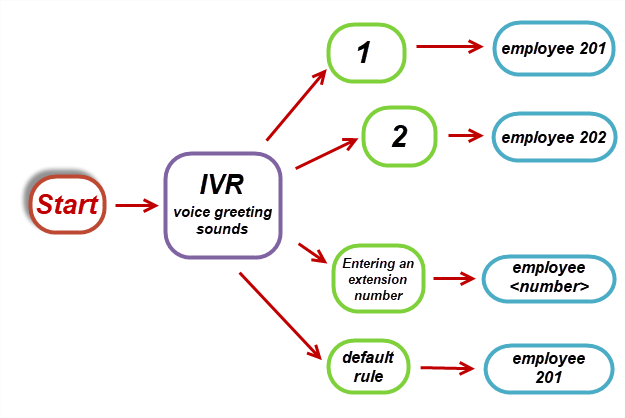 1
employee 201
2
employee 202
Start
IVR
voice greeting
sounds
Entering an
extension
number
employee
<number>
default
rule
employee
201